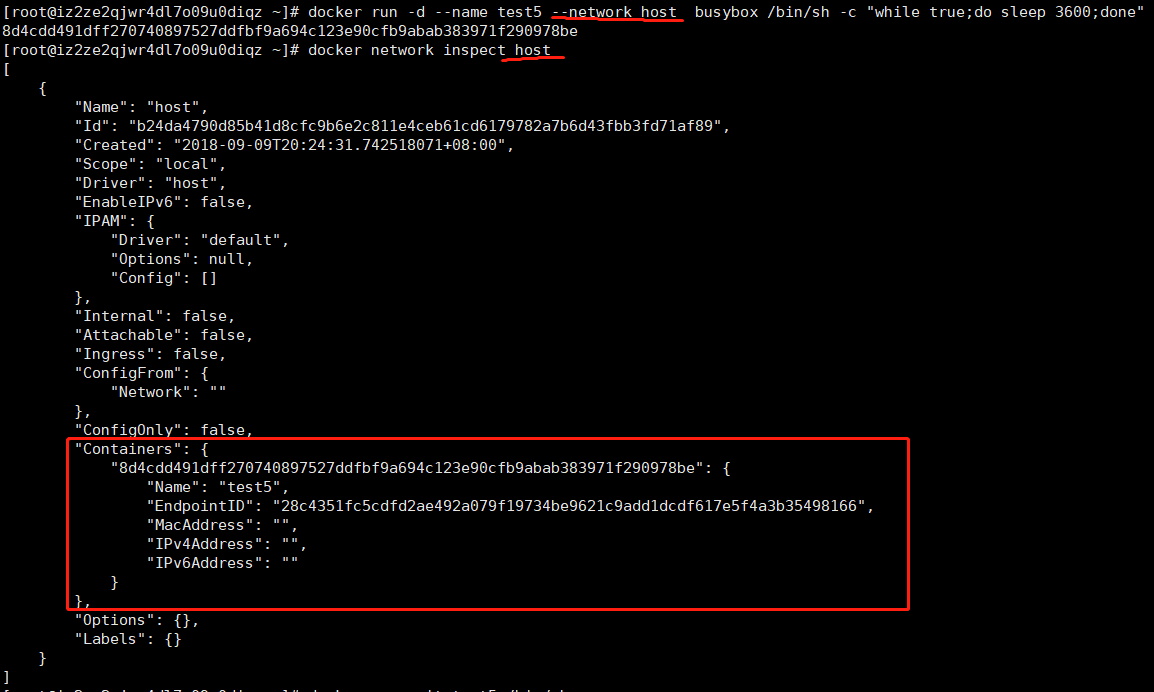 [root@iz2ze2qjwr4dl7o09u0diqz ~]# docker run -d --name test5 --network host  busybox /bin/sh -c "while true;do sleep 3600;done"
8d4cdd491dff270740897527ddfbf9a694c123e90cfb9abab383971f290978be
[root@iz2ze2qjwr4dl7o09u0diqz ~]# docker network inspect host
[
    {
        "Name": "host",
        "Id": "b24da4790d85b41d8cfc9b6e2c811e4ceb61cd6179782a7b6d43fbb3fd71af89",
        "Created": "2018-09-09T20:24:31.742518071+08:00",
        "Scope": "local",
        "Driver": "host",
        "EnableIPv6": false,
        "IPAM": {
            "Driver": "default",
            "Options": null,
            "Config": []
        },
        "Internal": false,
        "Attachable": false,
        "Ingress": false,
        "ConfigFrom": {
            "Network": ""
        },
        "ConfigOnly": false,
        "Containers": {
            "8d4cdd491dff270740897527ddfbf9a694c123e90cfb9abab383971f290978be": {
                "Name": "test5",
                "EndpointID": "28c4351fc5cdfd2ae492a079f19734be9621c9add1dcdf617e5f4a3b35498166",
                "MacAddress": "",
                "IPv4Address": "",
                "IPv6Address": ""
            }
        },
        "Options": {},
        "Labels": {}
    }
]